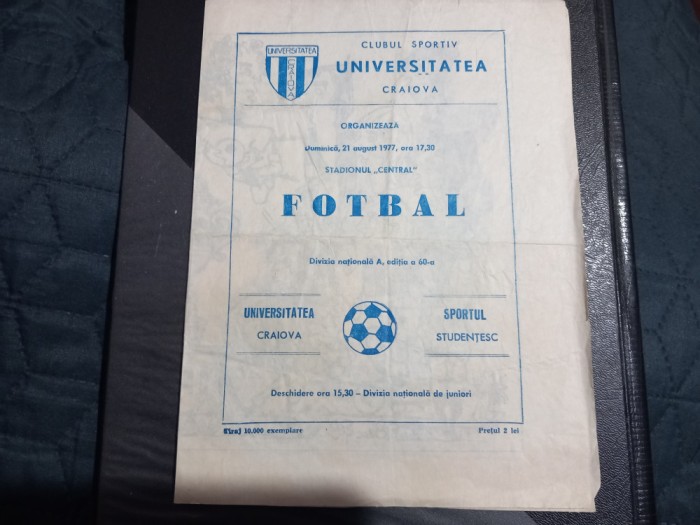 UNIVERSITATEA
CRAIOVA
CLUBUL SPORTIV
UNIVERSITATEA
CRAIOVA
ORGANIZEAZA
Duminică, 21 august 1977, ora 17,30
STADIONUL „CENTRAL"
FOTBAL
Divizia națională A, ediția a 60-a
UNIVERSITATEA
CRAIOVA
SPORTUL
STUDENȚESC
Deschidere ora 15,30 – Divizia națională de juniori
Tiraj 10.000 exemplare
Prețul 2 lei